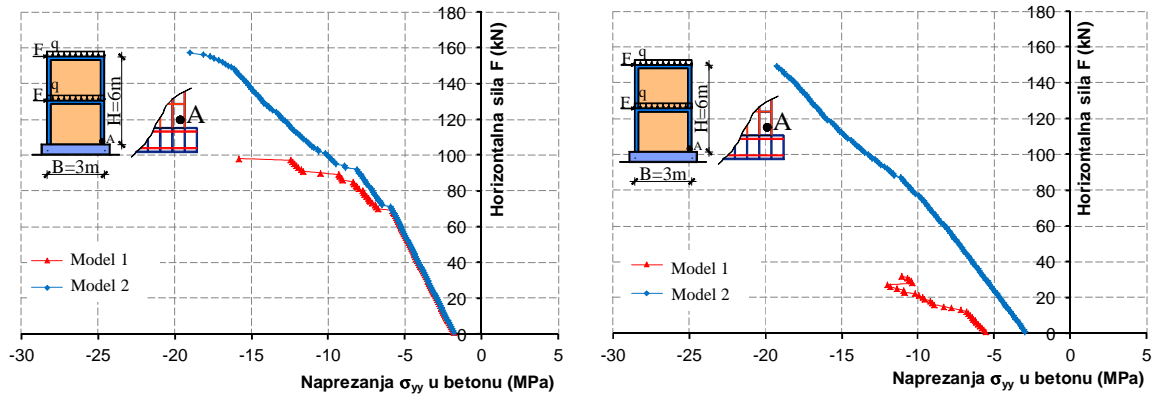 180
160
140
120
100
80
60
40
20
0
Horizontalna sila F (kN)
q
F
F
H=6m
A
B=3m
A
Model 1
Model 2
-30 -25 -20 -15 -10 -5 0 5
Naprezanja σyy u betonu (MPa)
180
160
140
120
100
80
60
40
20
0
Horizontalna sila F (kN)
q
F
F
H=6m
A
B=3m
A
Model 1
Model 2
-30 -25 -20 -15 -10 -5 0 5
Naprezanja σyy u betonu (MPa)